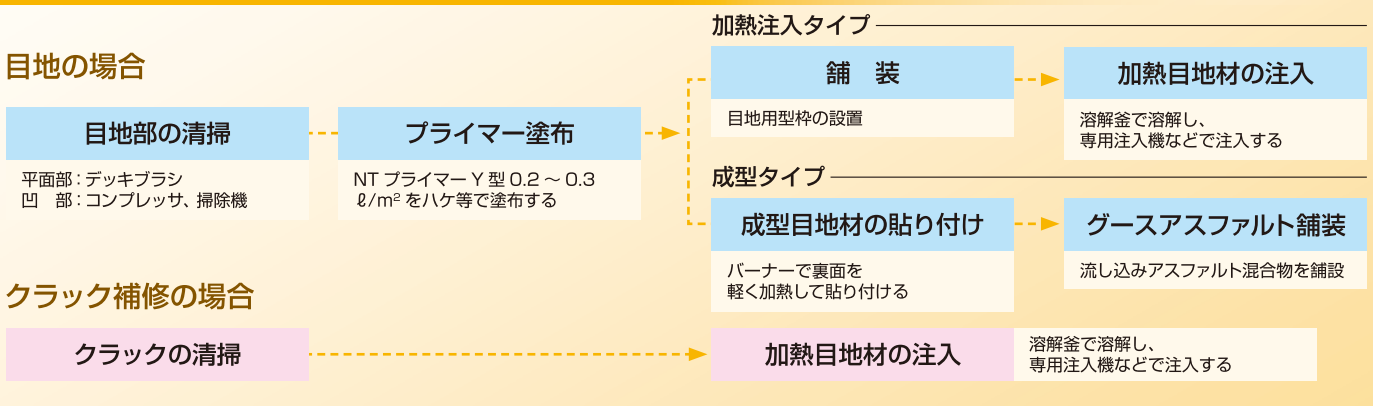 目地の場合
目地部の清掃
平面部：デッキブラシ
凹　部：コンプレッサ、掃除機
プライマー塗布
NT プライマーY 型 0.2 ～ 0.3
ℓ/m² をハケ等で塗布する
加熱注入タイプ
舗　装
目地用型枠の設置
加熱目地材の注入
溶解釜で溶解し、
専用注入機などで注入する
成型タイプ
成型目地材の貼り付け
バーナーで裏面を
軽く加熱して貼り付ける
グースアスファルト舗装
流し込みアスファルト混合物を舗設
クラック補修の場合
クラックの清掃
加熱目地材の注入
溶解釜で溶解し、
専用注入機などで注入する